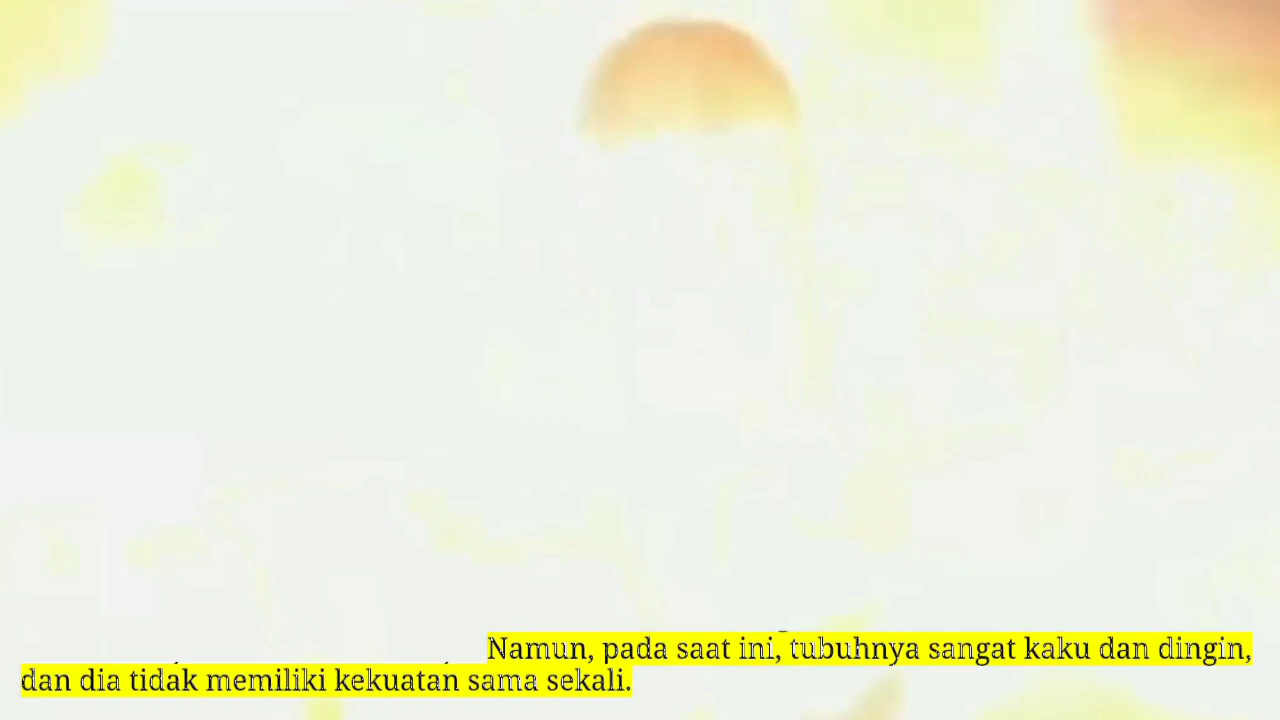 Namun, pada saat ini, tubuhnya sangat kaku dan dingin,
dan dia tidak memiliki kekuatan sama sekali.